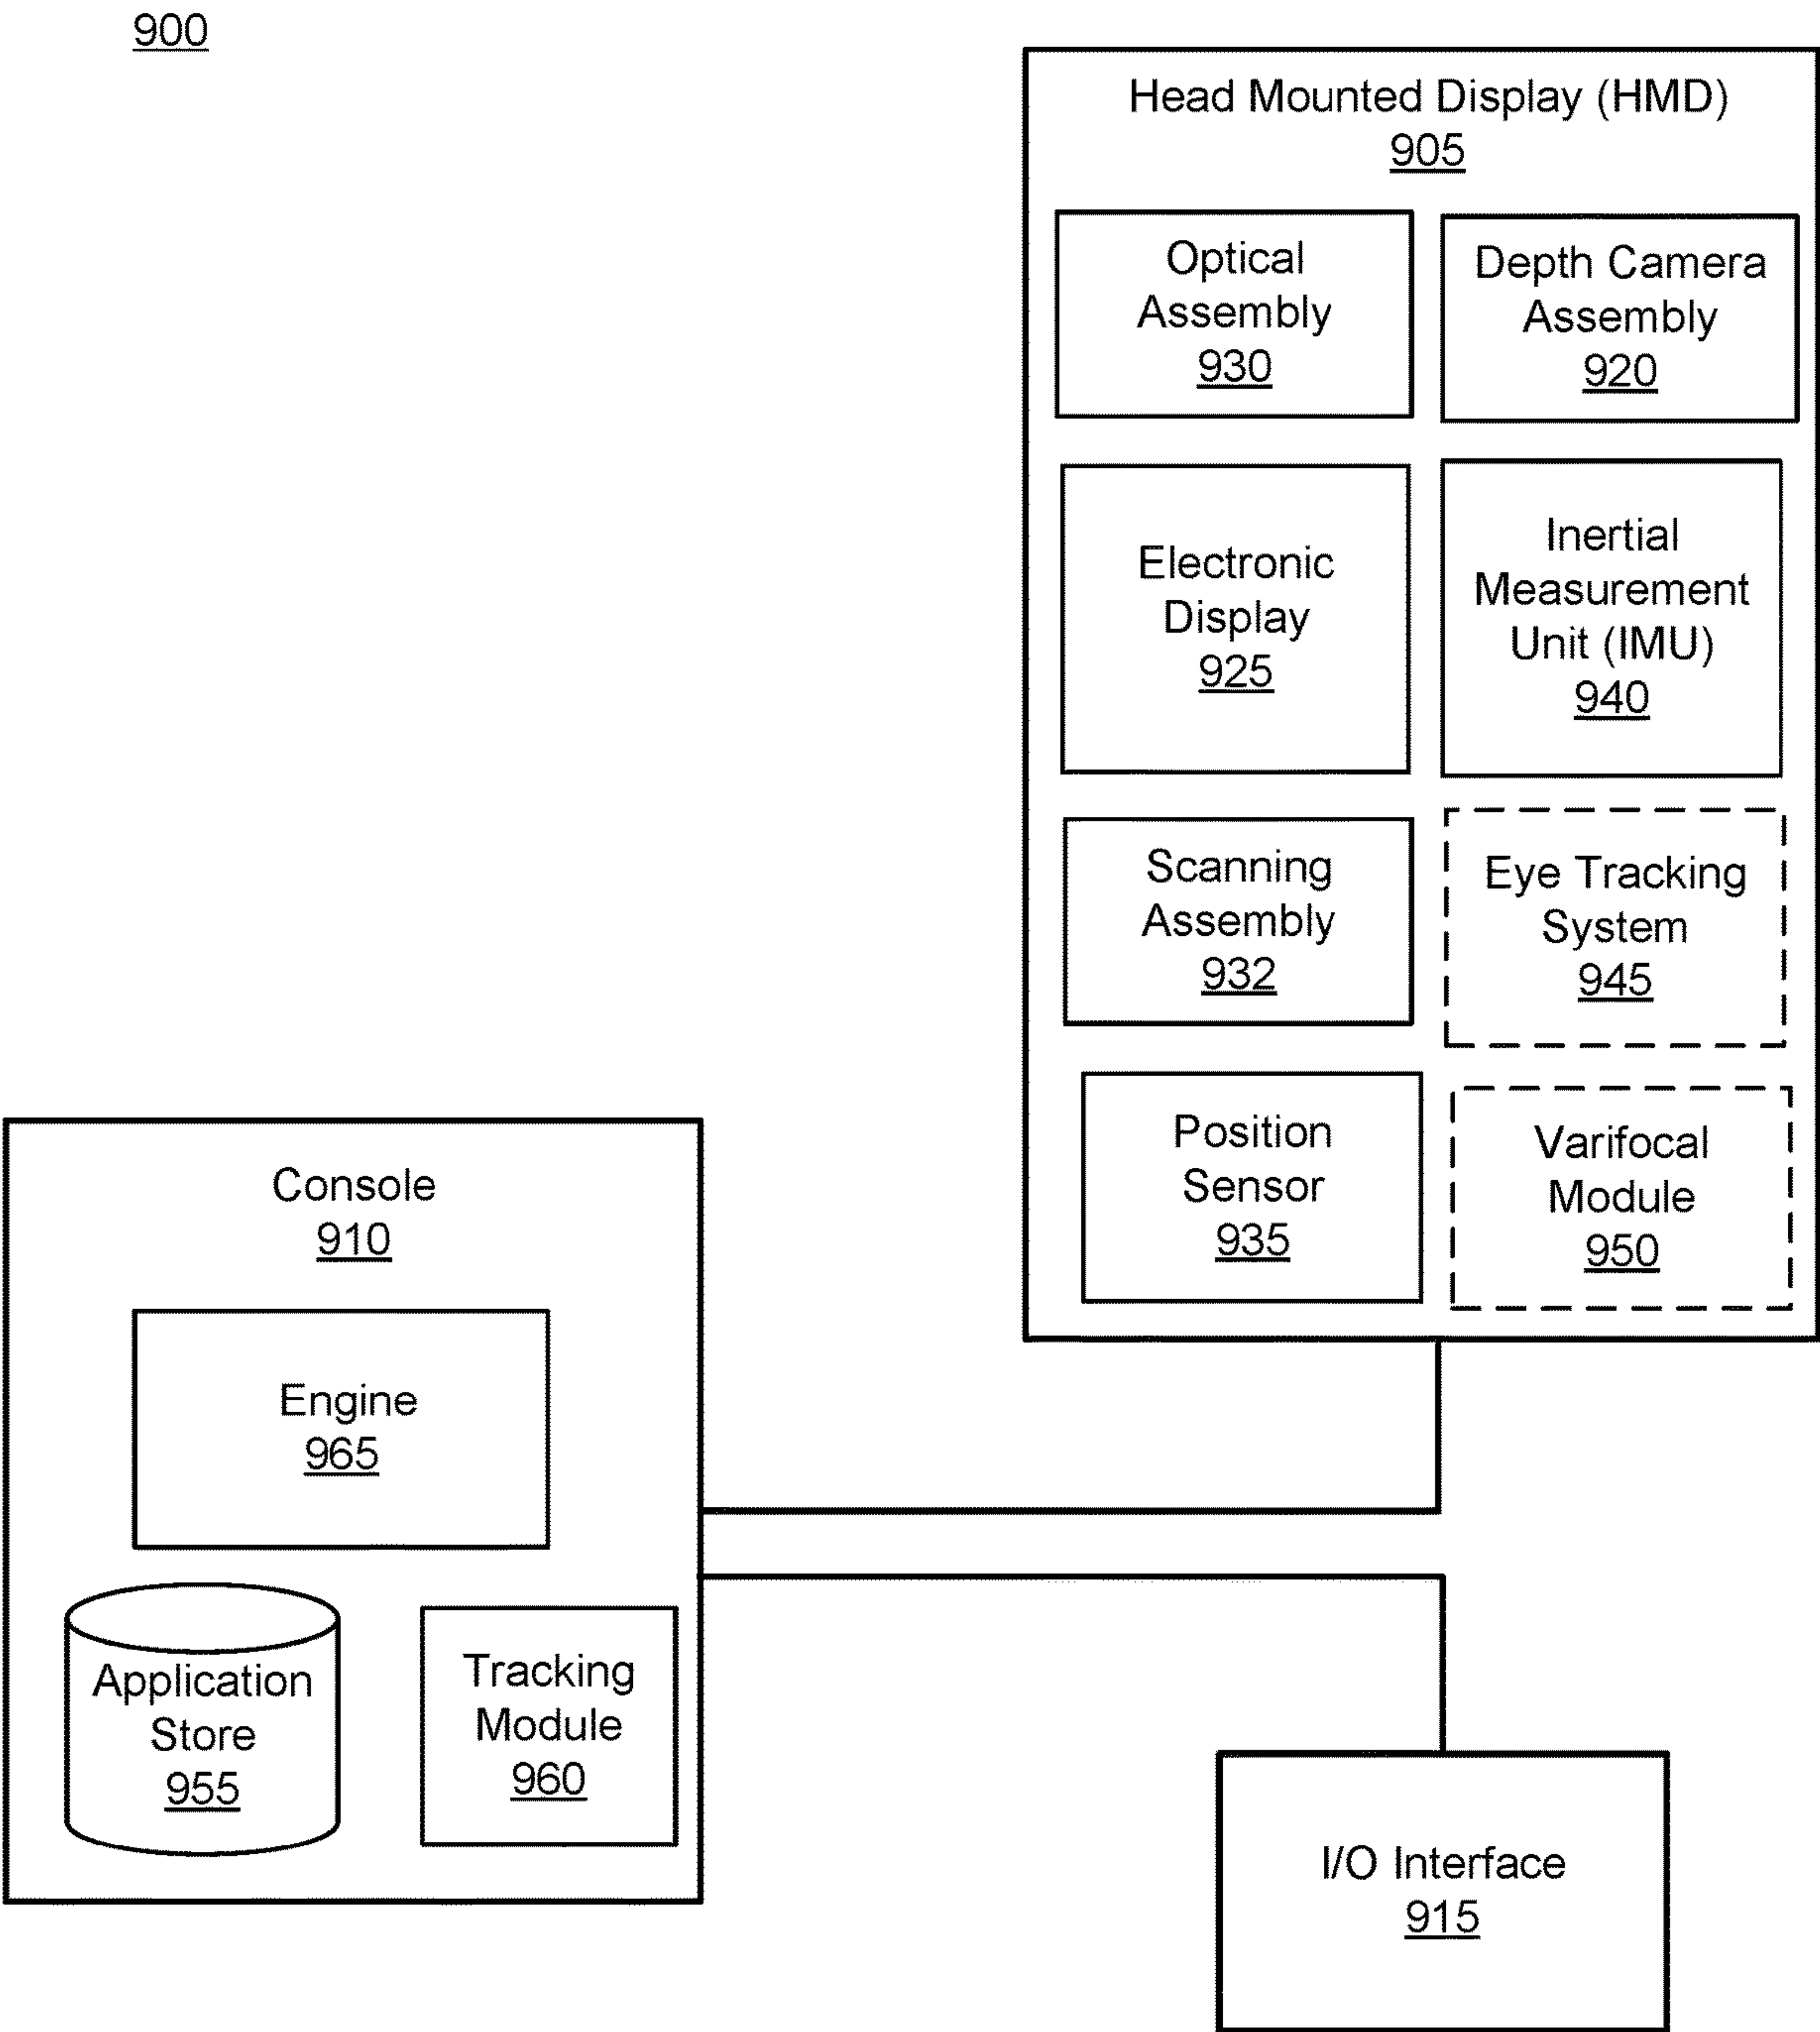 900
Head Mounted Display (HMD)
905
Optical
Assembly
930
Depth Camera
Assembly
920
Electronic
Display
925
Inertial
Measurement
Unit (IMU)
940
Scanning
Assembly
932
Eye Tracking
System
945
Position
Sensor
935
Varifocal
Module
950
Console
910
Engine
965
Application
Store
955
Tracking
Module
960
I/O Interface
915